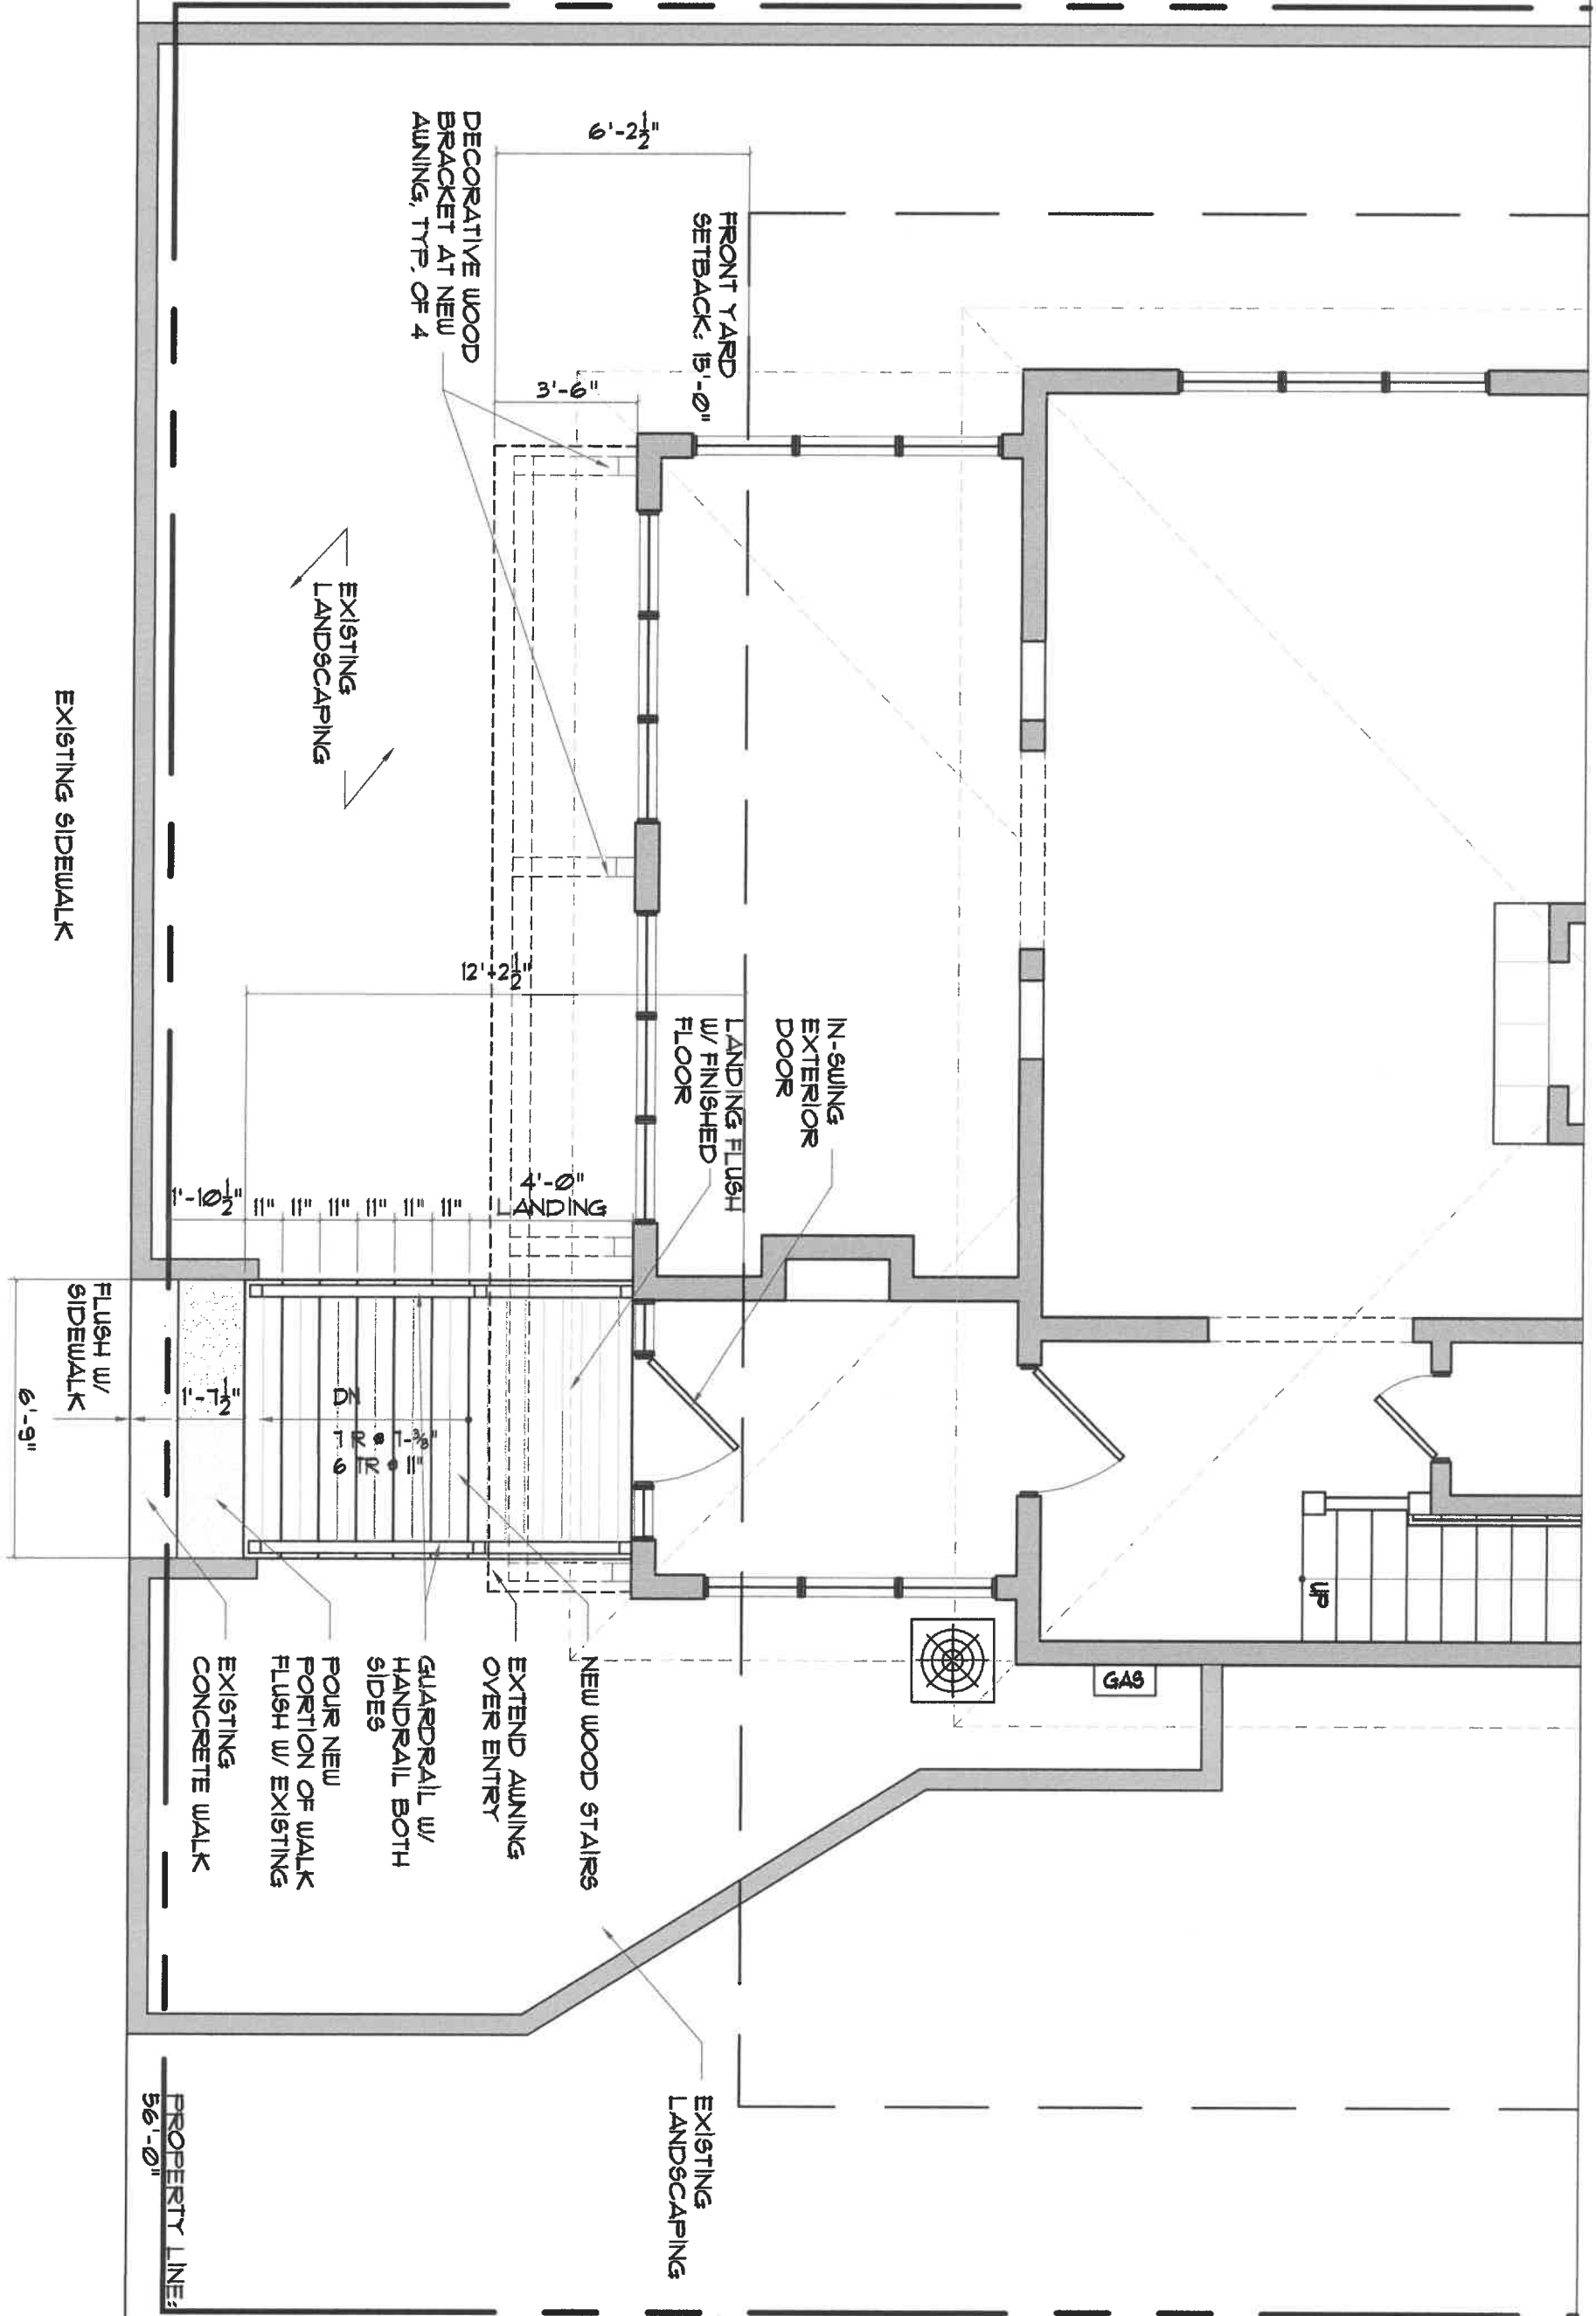 6'-2½"
DECORATIVE WOOD
BRACKET AT NEW
AWNING, TYP. OF 4
FRONT YARD
SETBACK: 15'-0"
3'-6"
EXISTING
LANDSCAPING
EXISTING SIDEWALK
12'-2½"
IN-SWING
EXTERIOR
DOOR
LANDING FLUSH
W/ FINISHED
FLOOR
4'-0"
LANDING
11"
11"
11"
11"
11"
11"
1'-10½"
FLUSH W/
SIDEWALK
6'-9"
1'-7½"
DN
7 R @ 7-⅜"
6 TR @ 11"
UP
GAS
NEW WOOD STAIRS
EXTEND AWNING
OVER ENTRY
GUARDRAIL W/
HANDRAIL BOTH
SIDES
POUR NEW
PORTION OF WALK
FLUSH W/ EXISTING
EXISTING
CONCRETE WALK
EXISTING
LANDSCAPING
PROPERTY LINE:
56'-0"